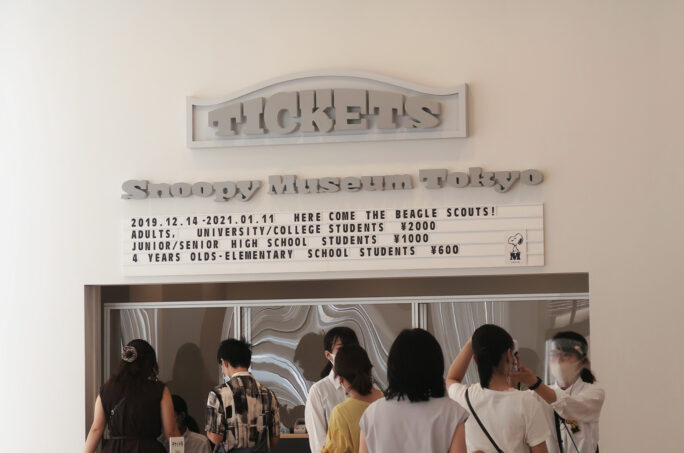 TICKETS
Snoopy Museum Tokyo
2019.12.14-2021.01.11 HERE COME THE BEAGLE SCOUTS!
ADULTS, UNIVERSITY/COLLEGE STUDENTS ¥2000
JUNIOR/SENIOR HIGH SCHOOL STUDENTS ¥1000
4 YEARS OLDS-ELEMENTARY SCHOOL STUDENTS ¥600
M